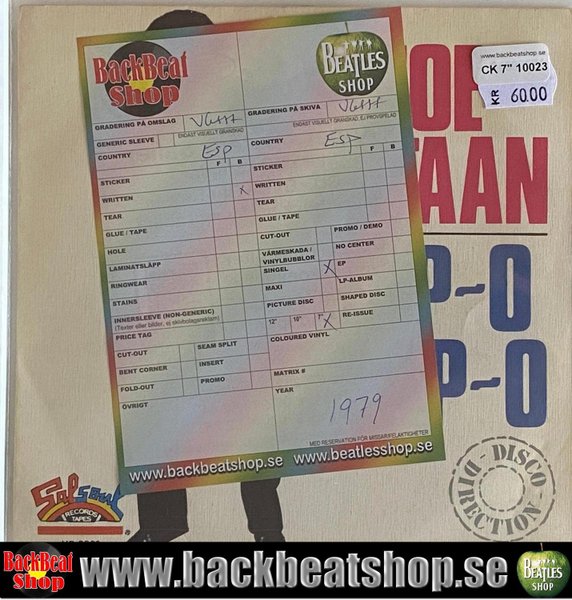 BackBeat
Shop
BEATLES
SHOP
www.backbeatshop.se
CK 7" 10023
KR 60.00
OE
TAAN
P~O
P~O
GRADERING PÅ OMSLAG VG+++
GRADERING PÅ SKIVA VG+++
GENERIC SLEEVE
ENDAST VISUELLT GRANSKAD
ENDAST VISUELLT GRANSKAD, EJ PROVSPELAD
COUNTRY ESP
COUNTRY ESP
F B
F B
STICKER
STICKER
WRITTEN X
WRITTEN
TEAR
TEAR
GLUE / TAPE
GLUE / TAPE
HOLE
CUT-OUT
PROMO / DEMO
LAMINATSLÄPP
VÄRMESKADA /
VINYLBUBBLOR
NO CENTER
RINGWEAR
SINGEL X
EP
STAINS
MAXI
LP-ALBUM
INNERSLEEVE (NON-GENERIC)
(Texter eller bilder, ej skivbolagsreklam)
PICTURE DISC
SHAPED DISC
12" 10" 7" X
RE-ISSUE
PRICE TAG
COLOURED VINYL
CUT-OUT
SEAM SPLIT
BENT CORNER
INSERT
MATRIX #
FOLD-OUT
PROMO
YEAR
ÖVRIGT
1979
MED RESERVATION FÖR MISSAR/FELAKTIGHETER
www.backbeatshop.se www.beatlesshop.se
DISCO
DIRECTION
Salsoul
RECORDS
TAPES
®
BackBeat
Shop
www.backbeatshop.se
BEATLES
SHOP